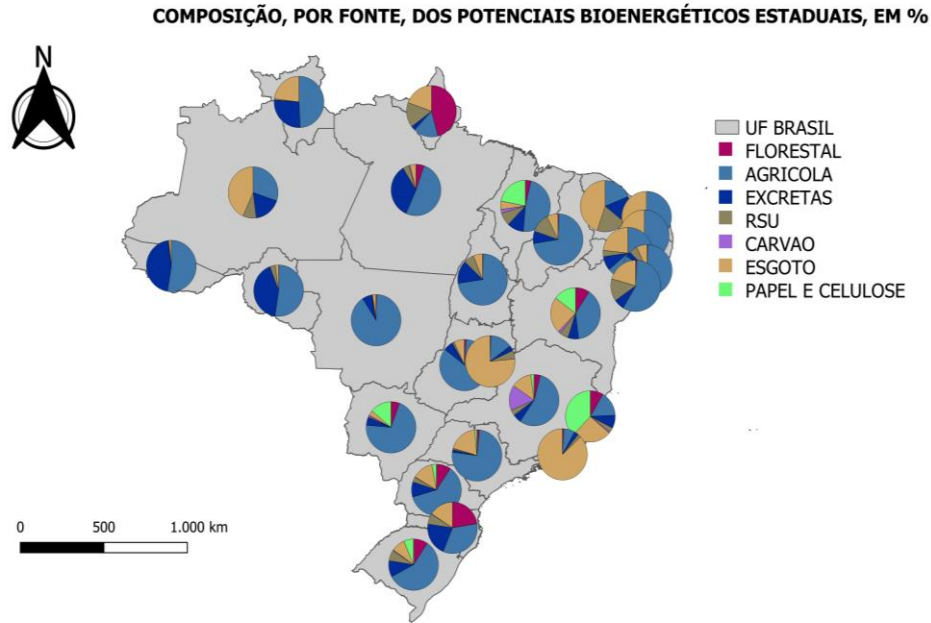 COMPOSIÇÃO, POR FONTE, DOS POTENCIAIS BIOENERGÉTICOS ESTADUAIS, EM %
N
UF BRASIL
FLORESTAL
AGRICOLA
EXCRETAS
RSU
CARVAO
ESGOTO
PAPEL E CELULOSE
0 500 1.000 km